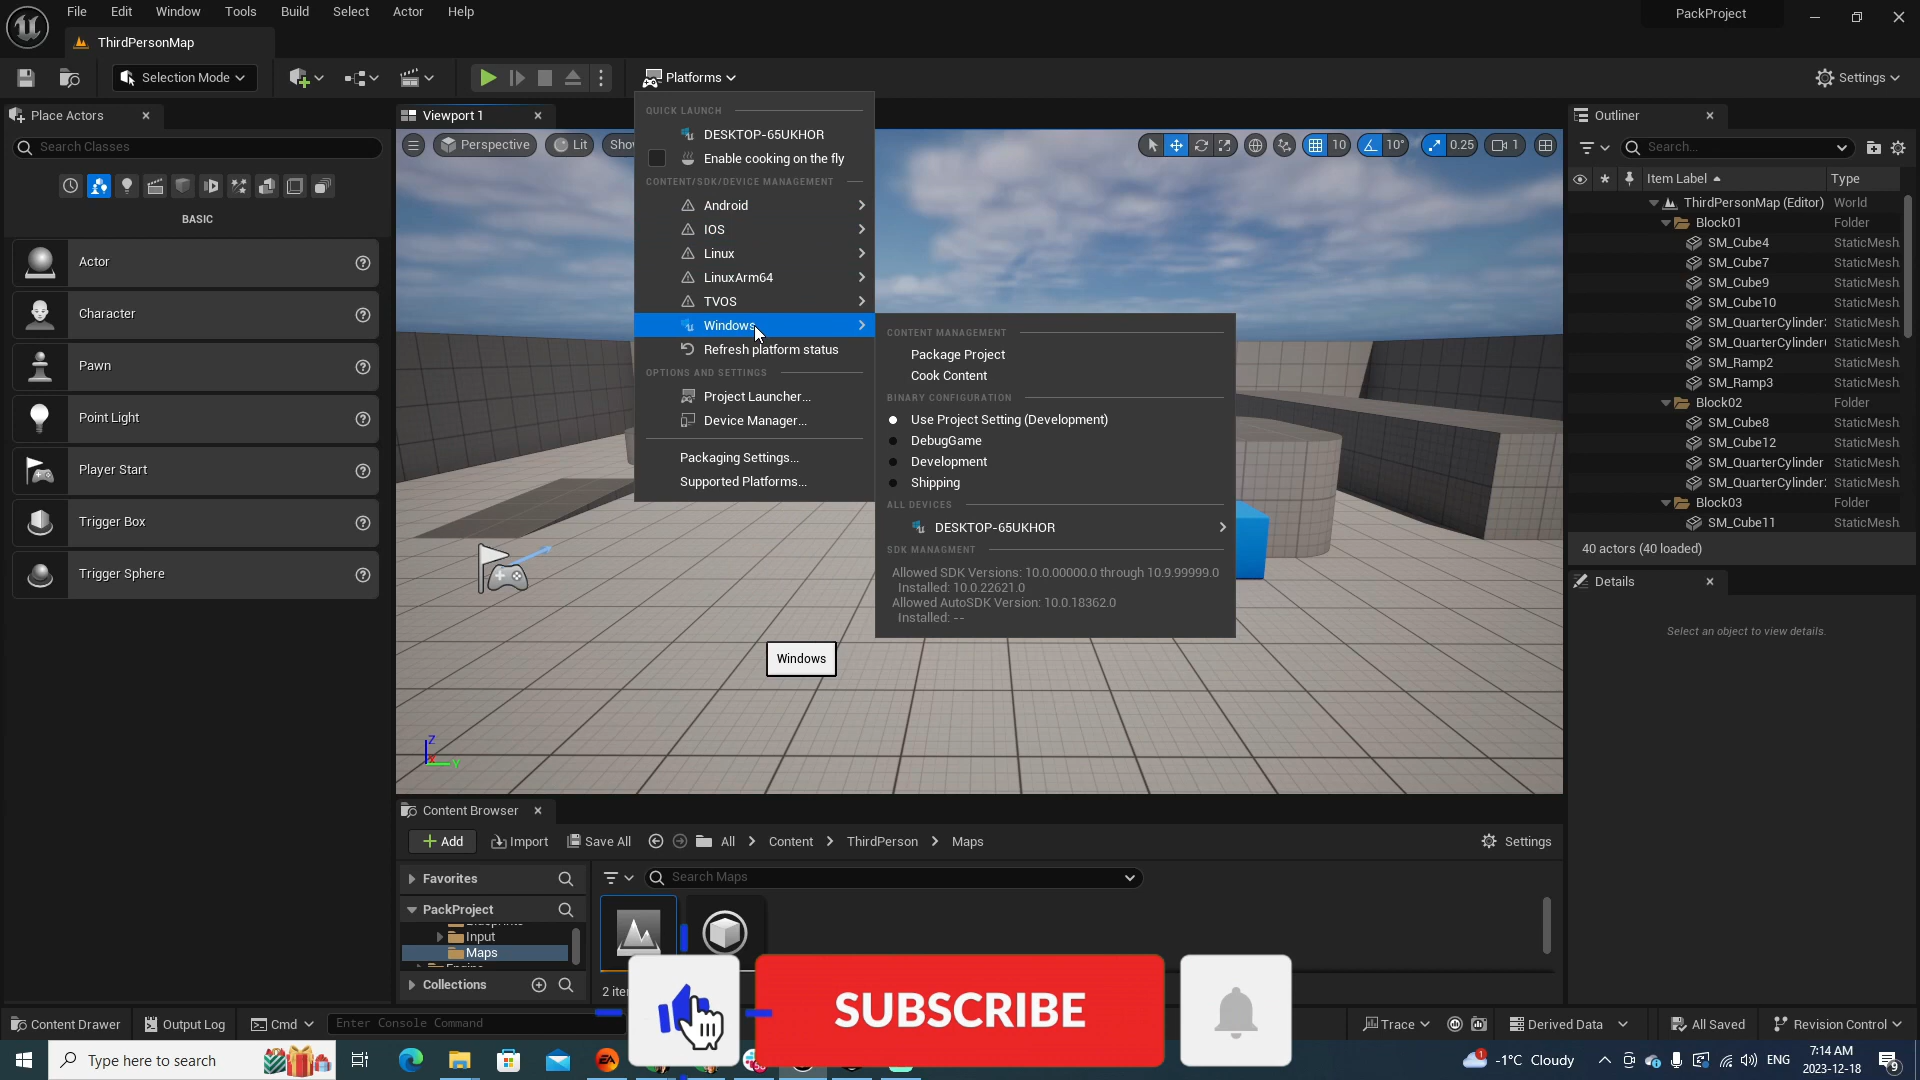 File Edit Window Tools Build Select Actor Help
PackProject
ThirdPersonMap
Selection Mode
Platforms
Settings
Place Actors
Search Classes
BASIC
Actor
Character
Pawn
Point Light
Player Start
Trigger Box
Trigger Sphere
Viewport 1
Perspective
Lit
Sho
10
10°
0.25
1
QUICK LAUNCH
DESKTOP-65UKHOR
Enable cooking on the fly
CONTENT/SDK/DEVICE MANAGEMENT
Android
IOS
Linux
LinuxArm64
TVOS
Windows
Refresh platform status
OPTIONS AND SETTINGS
Project Launcher...
Device Manager...
Packaging Settings...
Supported Platforms...
CONTENT MANAGEMENT
Package Project
Cook Content
BINARY CONFIGURATION
Use Project Setting (Development)
DebugGame
Development
Shipping
ALL DEVICES
DESKTOP-65UKHOR
SDK MANAGMENT
Allowed SDK Versions: 10.0.00000.0 through 10.9.99999.0
Installed: 10.0.22621.0
Allowed AutoSDK Version: 10.0.18362.0
Installed: --
Windows
Z
Y
Outliner
Search...
Item Label Type
ThirdPersonMap (Editor) World
Block01 Folder
SM_Cube4 StaticMesh
SM_Cube7 StaticMesh
SM_Cube9 StaticMesh
SM_Cube10 StaticMesh
SM_QuarterCylinder StaticMesh
SM_QuarterCylinder StaticMesh
SM_Ramp2 StaticMesh
SM_Ramp3 StaticMesh
Block02 Folder
SM_Cube8 StaticMesh
SM_Cube12 StaticMesh
SM_QuarterCylinder StaticMesh
SM_QuarterCylinder StaticMesh
Block03 Folder
SM_Cube11 StaticMesh
40 actors (40 loaded)
Details
Select an object to view details.
Content Browser
Add
Import
Save All
All > Content > ThirdPerson > Maps
Settings
Favorites
PackProject
Input
Maps
Collections
Search Maps
2 ite
SUBSCRIBE
Content Drawer
Output Log
Cmd
Enter Console Command
Trace
Derived Data
All Saved
Revision Control
Type here to search
1
-1°C Cloudy
ENG
7:14 AM
2023-12-18
9